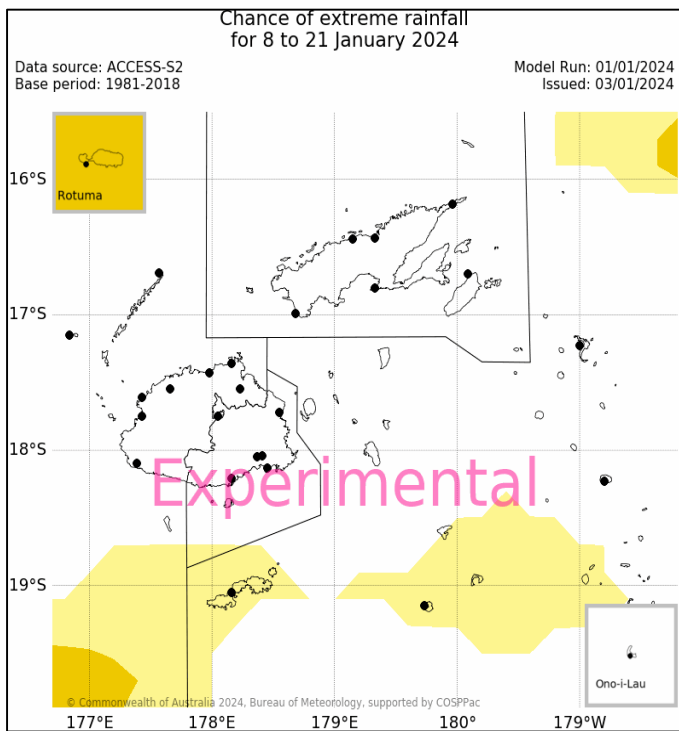 Chance of extreme rainfall
for 8 to 21 January 2024
Data source: ACCESS-S2
Base period: 1981-2018
Model Run: 01/01/2024
Issued: 03/01/2024
Rotuma
16°S
17°S
18°S
Experimental
19°S
Ono-i-Lau
© Commonwealth of Australia 2024, Bureau of Meteorology, supported by COSPPac
177°E
178°E
179°E
180°
179°W